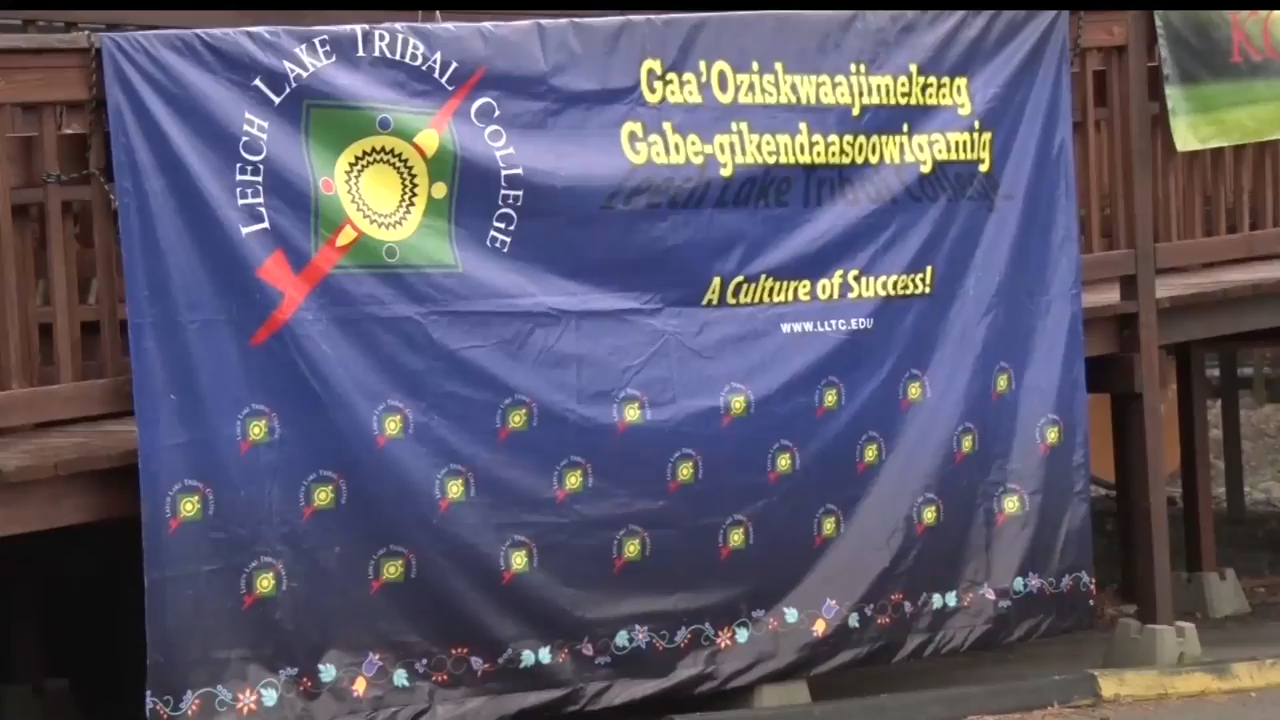 LEECH LAKE TRIBAL COLLEGE
Gaa'Oziskwaajimekaag
Gabe-gikendaasoowigamig
Leech Lake Tribal College
A Culture of Success!
WWW.LLTC.EDU